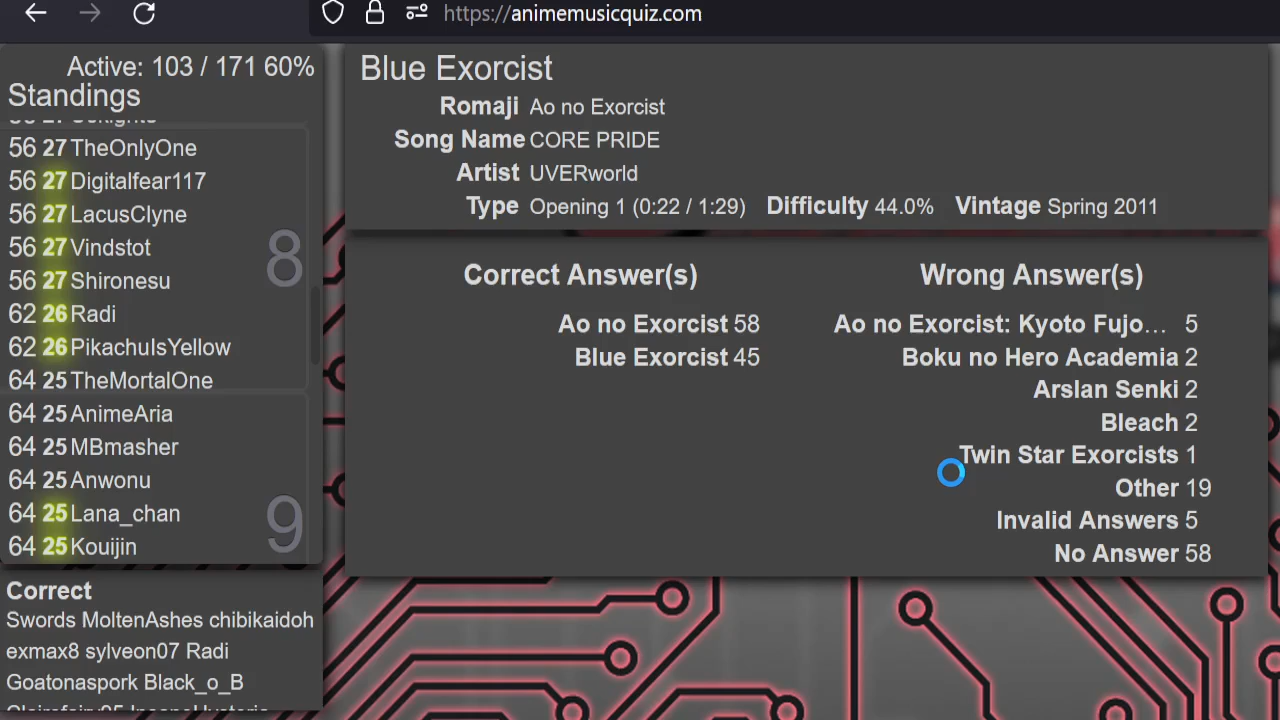 https://animemusicquiz.com
Active: 103 / 171 60%
Standings
56 27 TheOnlyOne
56 27 Digitalfear117
56 27 LacusClyne
56 27 Vindstot
56 27 Shironesu
8
62 26 Radi
62 26 PikachuIsYellow
64 25 TheMortalOne
64 25 AnimeAria
64 25 MBmasher
64 25 Anwonu
64 25 Lana_chan
64 25 Kouijin
9
Correct
Swords MoltenAshes chibikaidoh
exmax8 sylveon07 Radi
Goatonaspork Black_o_B
Blue Exorcist
Romaji Ao no Exorcist
Song Name CORE PRIDE
Artist UVERworld
Type Opening 1 (0:22 / 1:29) Difficulty 44.0% Vintage Spring 2011
Correct Answer(s)
Ao no Exorcist 58
Blue Exorcist 45
Wrong Answer(s)
Ao no Exorcist: Kyoto Fujo... 5
Boku no Hero Academia 2
Arslan Senki 2
Bleach 2
Twin Star Exorcists 1
Other 19
Invalid Answers 5
No Answer 58